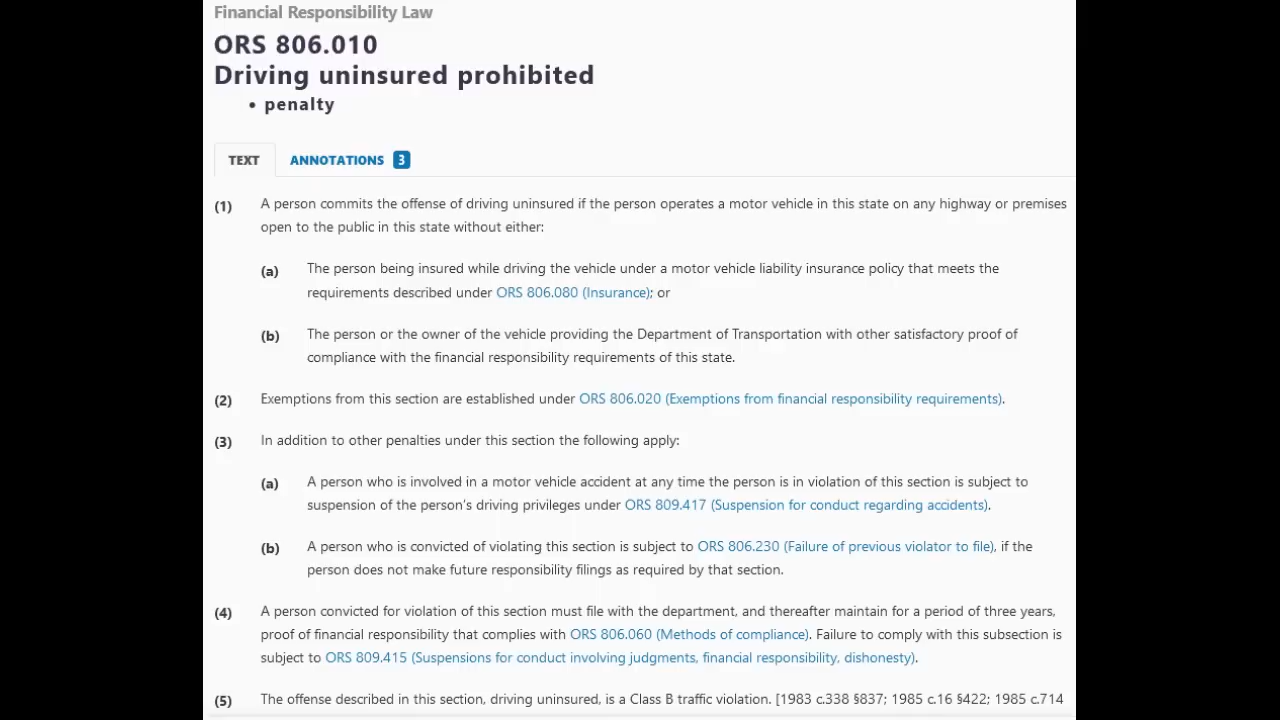 Financial Responsibility Law
ORS 806.010
Driving uninsured prohibited
• penalty
TEXT ANNOTATIONS 3
(1) A person commits the offense of driving uninsured if the person operates a motor vehicle in this state on any highway or premises
open to the public in this state without either:
(a) The person being insured while driving the vehicle under a motor vehicle liability insurance policy that meets the
requirements described under ORS 806.080 (Insurance); or
(b) The person or the owner of the vehicle providing the Department of Transportation with other satisfactory proof of
compliance with the financial responsibility requirements of this state.
(2) Exemptions from this section are established under ORS 806.020 (Exemptions from financial responsibility requirements).
(3) In addition to other penalties under this section the following apply:
(a) A person who is involved in a motor vehicle accident at any time the person is in violation of this section is subject to
suspension of the person's driving privileges under ORS 809.417 (Suspension for conduct regarding accidents).
(b) A person who is convicted of violating this section is subject to ORS 806.230 (Failure of previous violator to file), if the
person does not make future responsibility filings as required by that section.
(4) A person convicted for violation of this section must file with the department, and thereafter maintain for a period of three years,
proof of financial responsibility that complies with ORS 806.060 (Methods of compliance). Failure to comply with this subsection is
subject to ORS 809.415 (Suspensions for conduct involving judgments, financial responsibility, dishonesty).
(5) The offense described in this section, driving uninsured, is a Class B traffic violation. [1983 c.338 §837; 1985 c.16 §422; 1985 c.714